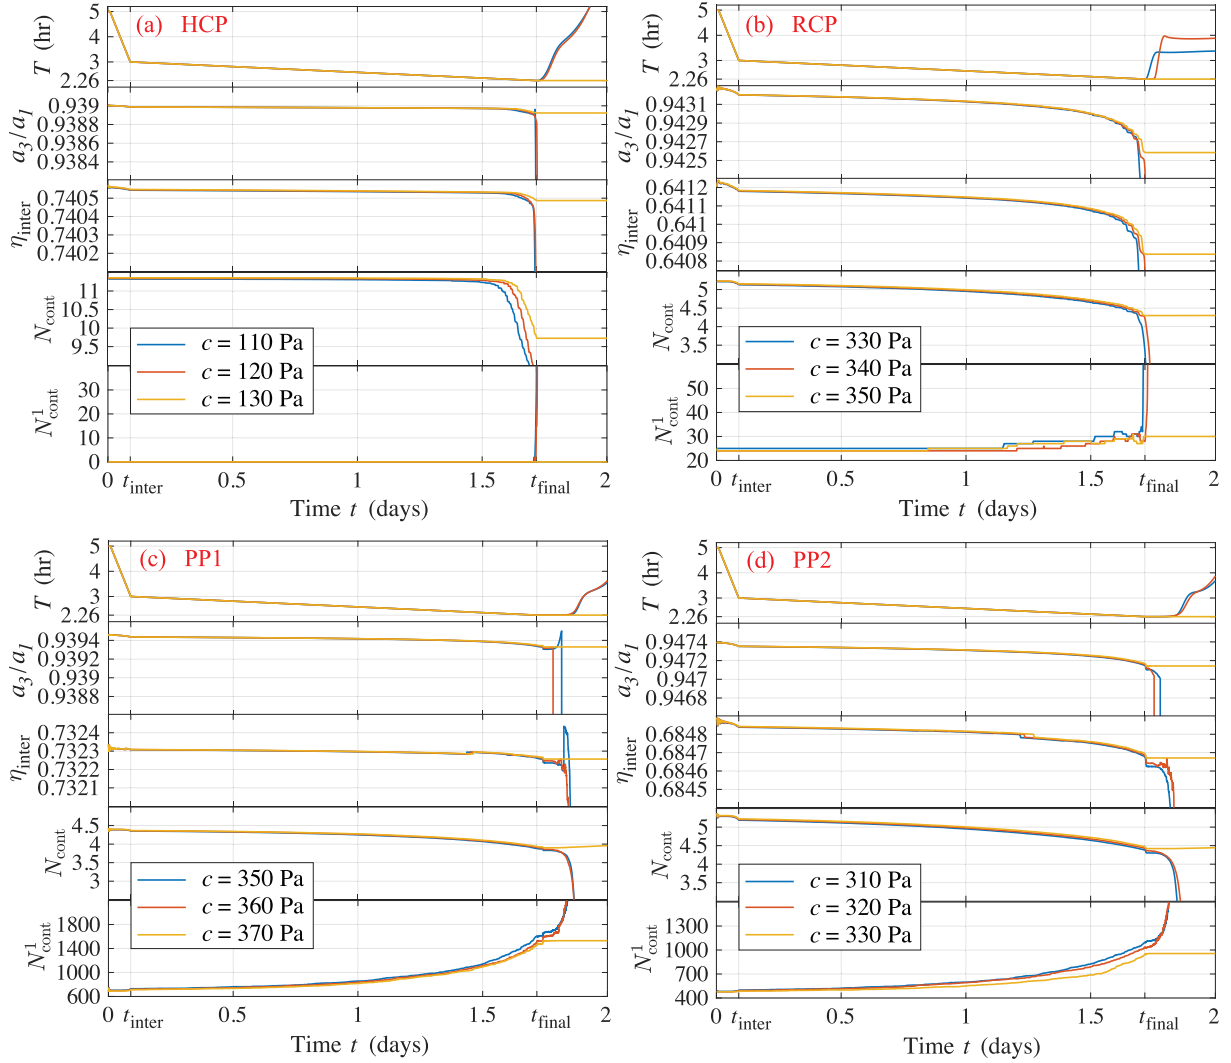 (a) HCP
T (hr)
5
4
3
2.26
a3/a1
0.939
0.9388
0.9386
0.9384
ηinter
0.7405
0.7404
0.7403
0.7402
Ncont
11
10.5
10
9.5
c = 110 Pa
c = 120 Pa
c = 130 Pa
N1cont
30
20
10
0
0 tinter 0.5 1 1.5 tfinal 2
Time t (days)
(b) RCP
T (hr)
5
4
3
2.26
a3/a1
0.9431
0.9429
0.9427
0.9425
ηinter
0.6412
0.6411
0.641
0.6409
0.6408
Ncont
5
4.5
3.5
c = 330 Pa
c = 340 Pa
c = 350 Pa
N1cont
50
40
30
20
0 tinter 0.5 1 1.5 tfinal 2
Time t (days)
(c) PP1
T (hr)
5
4
3
2.26
a3/a1
0.9394
0.9392
0.939
0.9388
ηinter
0.7324
0.7323
0.7322
0.7321
Ncont
4.5
4
3.5
3
c = 350 Pa
c = 360 Pa
c = 370 Pa
N1cont
1800
1400
1000
600
0 tinter 0.5 1 1.5 tfinal 2
Time t (days)
(d) PP2
T (hr)
5
4
3
2.26
a3/a1
0.9474
0.9472
0.947
0.9468
ηinter
0.6848
0.6847
0.6846
0.6845
Ncont
5
4.5
3.5
c = 310 Pa
c = 320 Pa
c = 330 Pa
N1cont
1300
1000
700
400
0 tinter 0.5 1 1.5 tfinal 2
Time t (days)